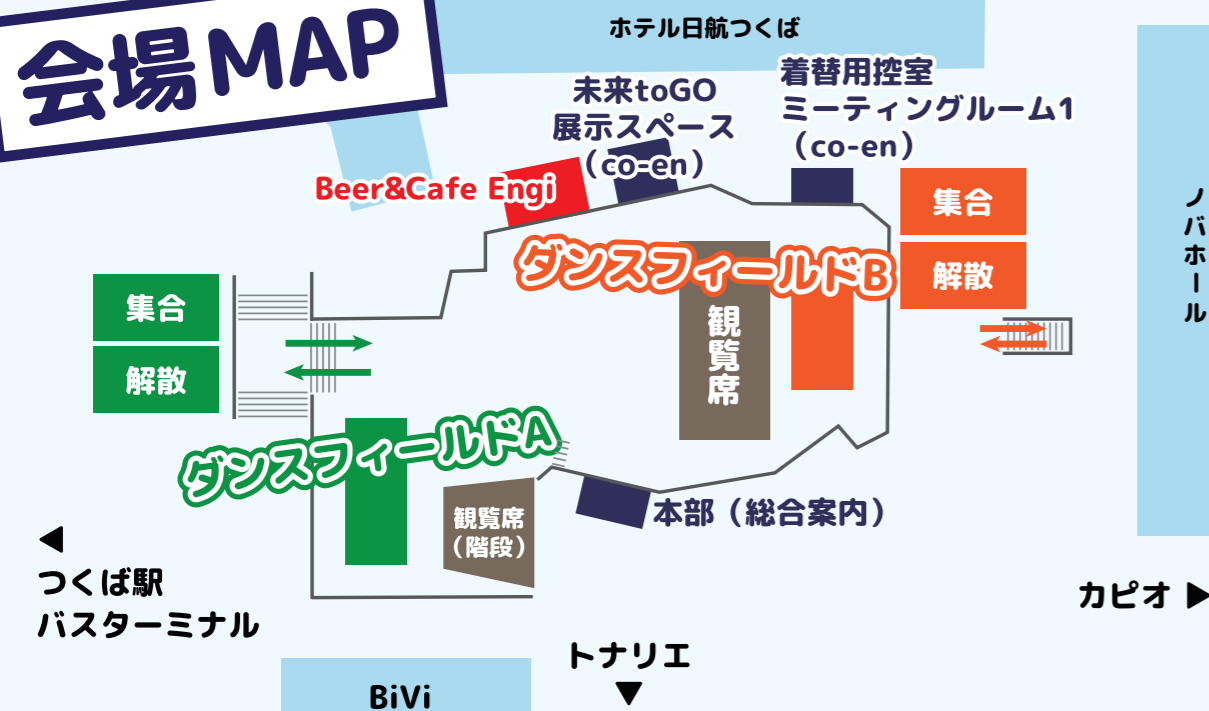 会場MAP
ホテル日航つくば
未来toGO
展示スペース
（co-en）
着替用控室
ミーティングルーム1
（co-en）
Beer&Cafe Engi
集合
解散
ノバホール
ダンスフィールドB
観覧席
集合
解散
ダンスフィールドA
観覧席
（階段）
本部（総合案内）
◀
つくば駅
バスターミナル
カピオ ▶
トナリエ
▼
BiVi